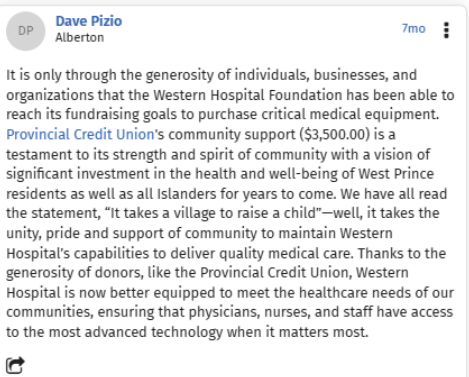 DP
Dave Pizio
7mo
Alberton
It is only through the generosity of individuals, businesses, and
organizations that the Western Hospital Foundation has been able to
reach its fundraising goals to purchase critical medical equipment.
Provincial Credit Union's community support ($3,500.00) is a
testament to its strength and spirit of community with a vision of
significant investment in the health and well-being of West Prince
residents as well as all Islanders for years to come. We have all read
the statement, “It takes a village to raise a child”—well, it takes the
unity, pride and support of community to maintain Western
Hospital's capabilities to deliver quality medical care. Thanks to the
generosity of donors, like the Provincial Credit Union, Western
Hospital is now better equipped to meet the healthcare needs of our
communities, ensuring that physicians, nurses, and staff have access
to the most advanced technology when it matters most.